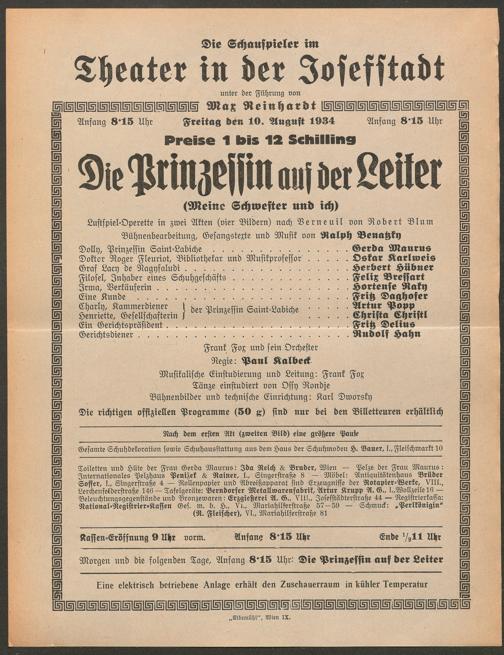 Die Schauspieler im
Theater in der Josefstadt
unter der Führung von
Max Reinhardt
Anfang 8·15 Uhr Freitag den 10. August 1934 Anfang 8·15 Uhr
Preise 1 bis 12 Schilling
Die Prinzessin auf der Leiter
(Meine Schwester und ich)
Lustspiel-Operette in zwei Akten (vier Bildern) nach Verneuil von Robert Blum
Bühnenbearbeitung, Gesangstexte und Musik von Ralph Benatzky
Dolly, Prinzessin Saint-Labiche . . . . Gerda Maurus
Doktor Roger Fleuriot, Bibliothekar und Musikprofessor . . . . Oskar Karlweis
Graf Lacy de Nagyfaludi . . . . Herbert Hübner
Filosel, Inhaber eines Schuhgeschäfts . . . . Felix Bressart
Irma, Verkäuferin . . . . Hortense Raky
Eine Kunde . . . . Fritz Daghofer
Charly, Kammerdiener } der Prinzessin Saint-Labiche . . . . Artur Popp
Henriette, Gesellschafterin } Christa Christl
Ein Gerichtspräsident . . . . Fritz Delius
Gerichtsdiener . . . . Rudolf Hahn
Frank Fox und sein Orchester
Regie: Paul Kalbeck
Musikalische Einstudierung und Leitung: Frank Fox
Tänze einstudiert von Ossy Rondje
Bühnenbilder und technische Einrichtung: Karl Dworsky
Die richtigen offiziellen Programme (50 g) sind nur bei den Billetteuren erhältlich
Nach dem ersten Akt (zweiten Bild) eine größere Pause
Gesamte Schuhdekoration sowie Schuhausstattung aus dem Haus der Schuhmoden H. Bauer, I., Fleischmarkt 10
Toiletten und Hüte der Frau Gerda Maurus: Ida Reich & Bruder, Wien — Pelze der Frau Maurus:
Internationales Pelzhaus Penizek & Rainer, I., Singerstraße 8 — Möbel: Antiquitätenhaus Brüder
Soffer, I., Singerstraße 4 — Rollenpapier und Abreißapparat sind Erzeugnisse der Rotapier-Werke, VIII.,
Lerchenfelderstraße 146 — Tafelgeräte: Berndorfer Metallwarenfabrik, Artur Krupp A. G., I., Wollzeile
Beleuchtungsgegenstände und Bronzewaren: Erzgießerei A. G., VIII., Josefstädterstraße 44 — Registrierkassa:
National-Registrier-Kassen Ges. m. b. H., VI., Mariahilferstraße 57—59 — Schmuck: „Perlkönigin“
(R. Fleischer), VI., Mariahilferstraße 81
Kassen-Eröffnung 9 Uhr vorm. Anfang 8·15 Uhr Ende ½11 Uhr
Morgen und die folgenden Tage, Anfang 8·15 Uhr: Die Prinzessin auf der Leiter
Eine elektrisch betriebene Anlage erhält den Zuschauerraum in kühler Temperatur
„Elbemühl“, Wien IX.